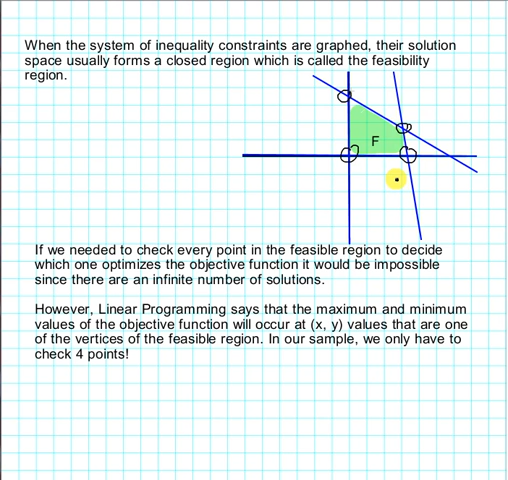 When the system of inequality constraints are graphed, their solution
space usually forms a closed region which is called the feasibility
region.
F
If we needed to check every point in the feasible region to decide
which one optimizes the objective function it would be impossible
since there are an infinite number of solutions.
However, Linear Programming says that the maximum and minimum
values of the objective function will occur at (x, y) values that are one
of the vertices of the feasible region. In our sample, we only have to
check 4 points!